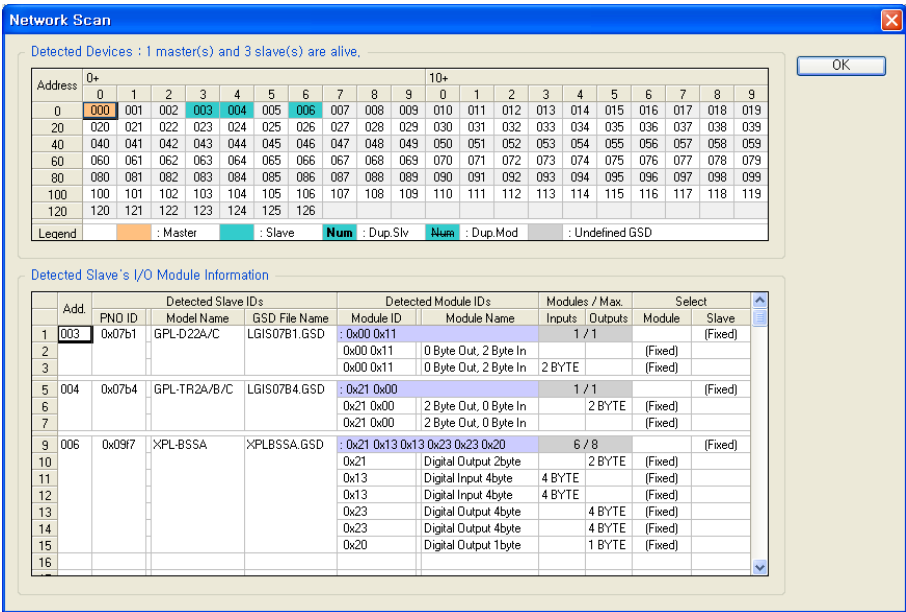 Network Scan
Detected Devices : 1 master(s) and 3 slave(s) are alive,
OK
Address 0+ 10+
0 1 2 3 4 5 6 7 8 9 0 1 2 3 4 5 6 7 8 9
0 000 001 002 003 004 005 006 007 008 009 010 011 012 013 014 015 016 017 018 019
20 020 021 022 023 024 025 026 027 028 029 030 031 032 033 034 035 036 037 038 039
40 040 041 042 043 044 045 046 047 048 049 050 051 052 053 054 055 056 057 058 059
60 060 061 062 063 064 065 066 067 068 069 070 071 072 073 074 075 076 077 078 079
80 080 081 082 083 084 085 086 087 088 089 090 091 092 093 094 095 096 097 098 099
100 100 101 102 103 104 105 106 107 108 109 110 111 112 113 114 115 116 117 118 119
120 120 121 122 123 124 125 126
Legend : Master : Slave Num : Dup.Slv Num : Dup.Mod : Undefined GSD
Detected Slave's I/O Module Information
Add. Detected Slave IDs Detected Module IDs Modules / Max. Select
PNO ID Model Name GSD File Name Module ID Module Name Inputs Outputs Module Slave
1 003 0x07b1 GPL-D22A/C LGIS07B1.GSD : 0x00 0x11 1 / 1 (Fixed)
2 0x00 0x11 0 Byte Out, 2 Byte In (Fixed)
3 0x00 0x11 0 Byte Out, 2 Byte In 2 BYTE (Fixed)
5 004 0x07b4 GPL-TR2A/B/C LGIS07B4.GSD : 0x21 0x00 1 / 1 (Fixed)
6 0x21 0x00 2 Byte Out, 0 Byte In 2 BYTE (Fixed)
7 0x21 0x00 2 Byte Out, 0 Byte In (Fixed)
9 006 0x09f7 XPL-BSSA XPLBSSA.GSD : 0x21 0x13 0x13 0x23 0x23 0x20 6 / 8 (Fixed)
10 0x21 Digital Output 2byte 2 BYTE (Fixed)
11 0x13 Digital Input 4byte 4 BYTE (Fixed)
12 0x13 Digital Input 4byte 4 BYTE (Fixed)
13 0x23 Digital Output 4byte 4 BYTE (Fixed)
14 0x23 Digital Output 4byte 4 BYTE (Fixed)
15 0x20 Digital Output 1byte 1 BYTE (Fixed)
16